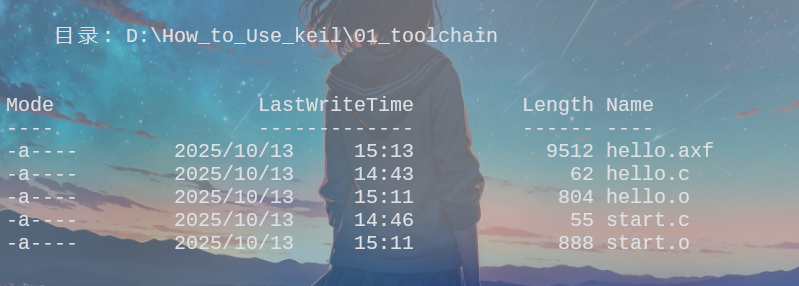 目录: D:\How_to_Use_keil\01_toolchain
Mode                 LastWriteTime         Length Name
----                 -------------         ------ ----
-a----        2025/10/13     15:13           9512 hello.axf
-a----        2025/10/13     14:43             62 hello.c
-a----        2025/10/13     15:11            804 hello.o
-a----        2025/10/13     14:46             55 start.c
-a----        2025/10/13     15:11            888 start.o